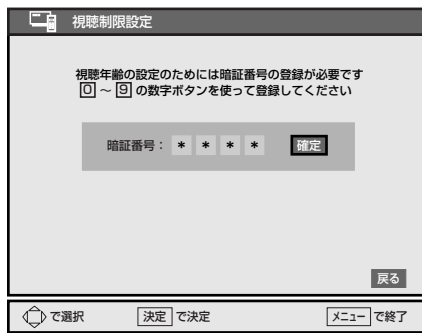 視聴制限設定
視聴年齢の設定のためには暗証番号の登録が必要です
0 ～ 9 の数字ボタンを使って登録してください
暗証番号： * * * * 確定
戻る
で選択 決定 で決定 メニュー で終了